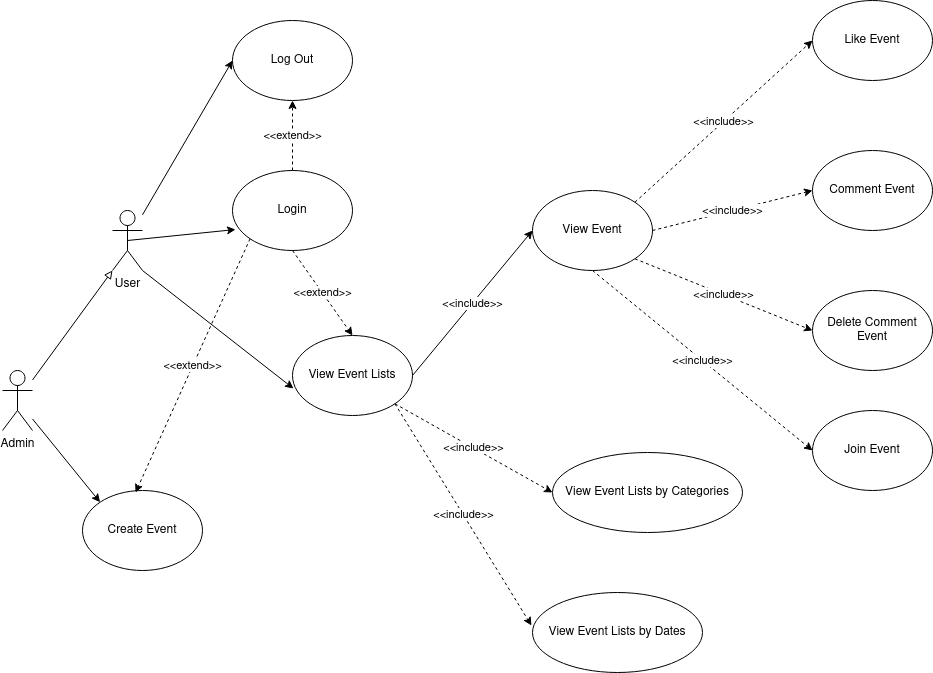 Like Event
Log Out
<<include>>
<<extend>>
Comment Event
Login
<<include>>
View Event
User
<<extend>>
<<include>>
<<include>>
Delete Comment
Event
<<include>>
<<extend>>
View Event Lists
Admin
<<include>>
Join Event
<<include>>
View Event Lists by Categories
<<include>>
Create Event
View Event Lists by Dates